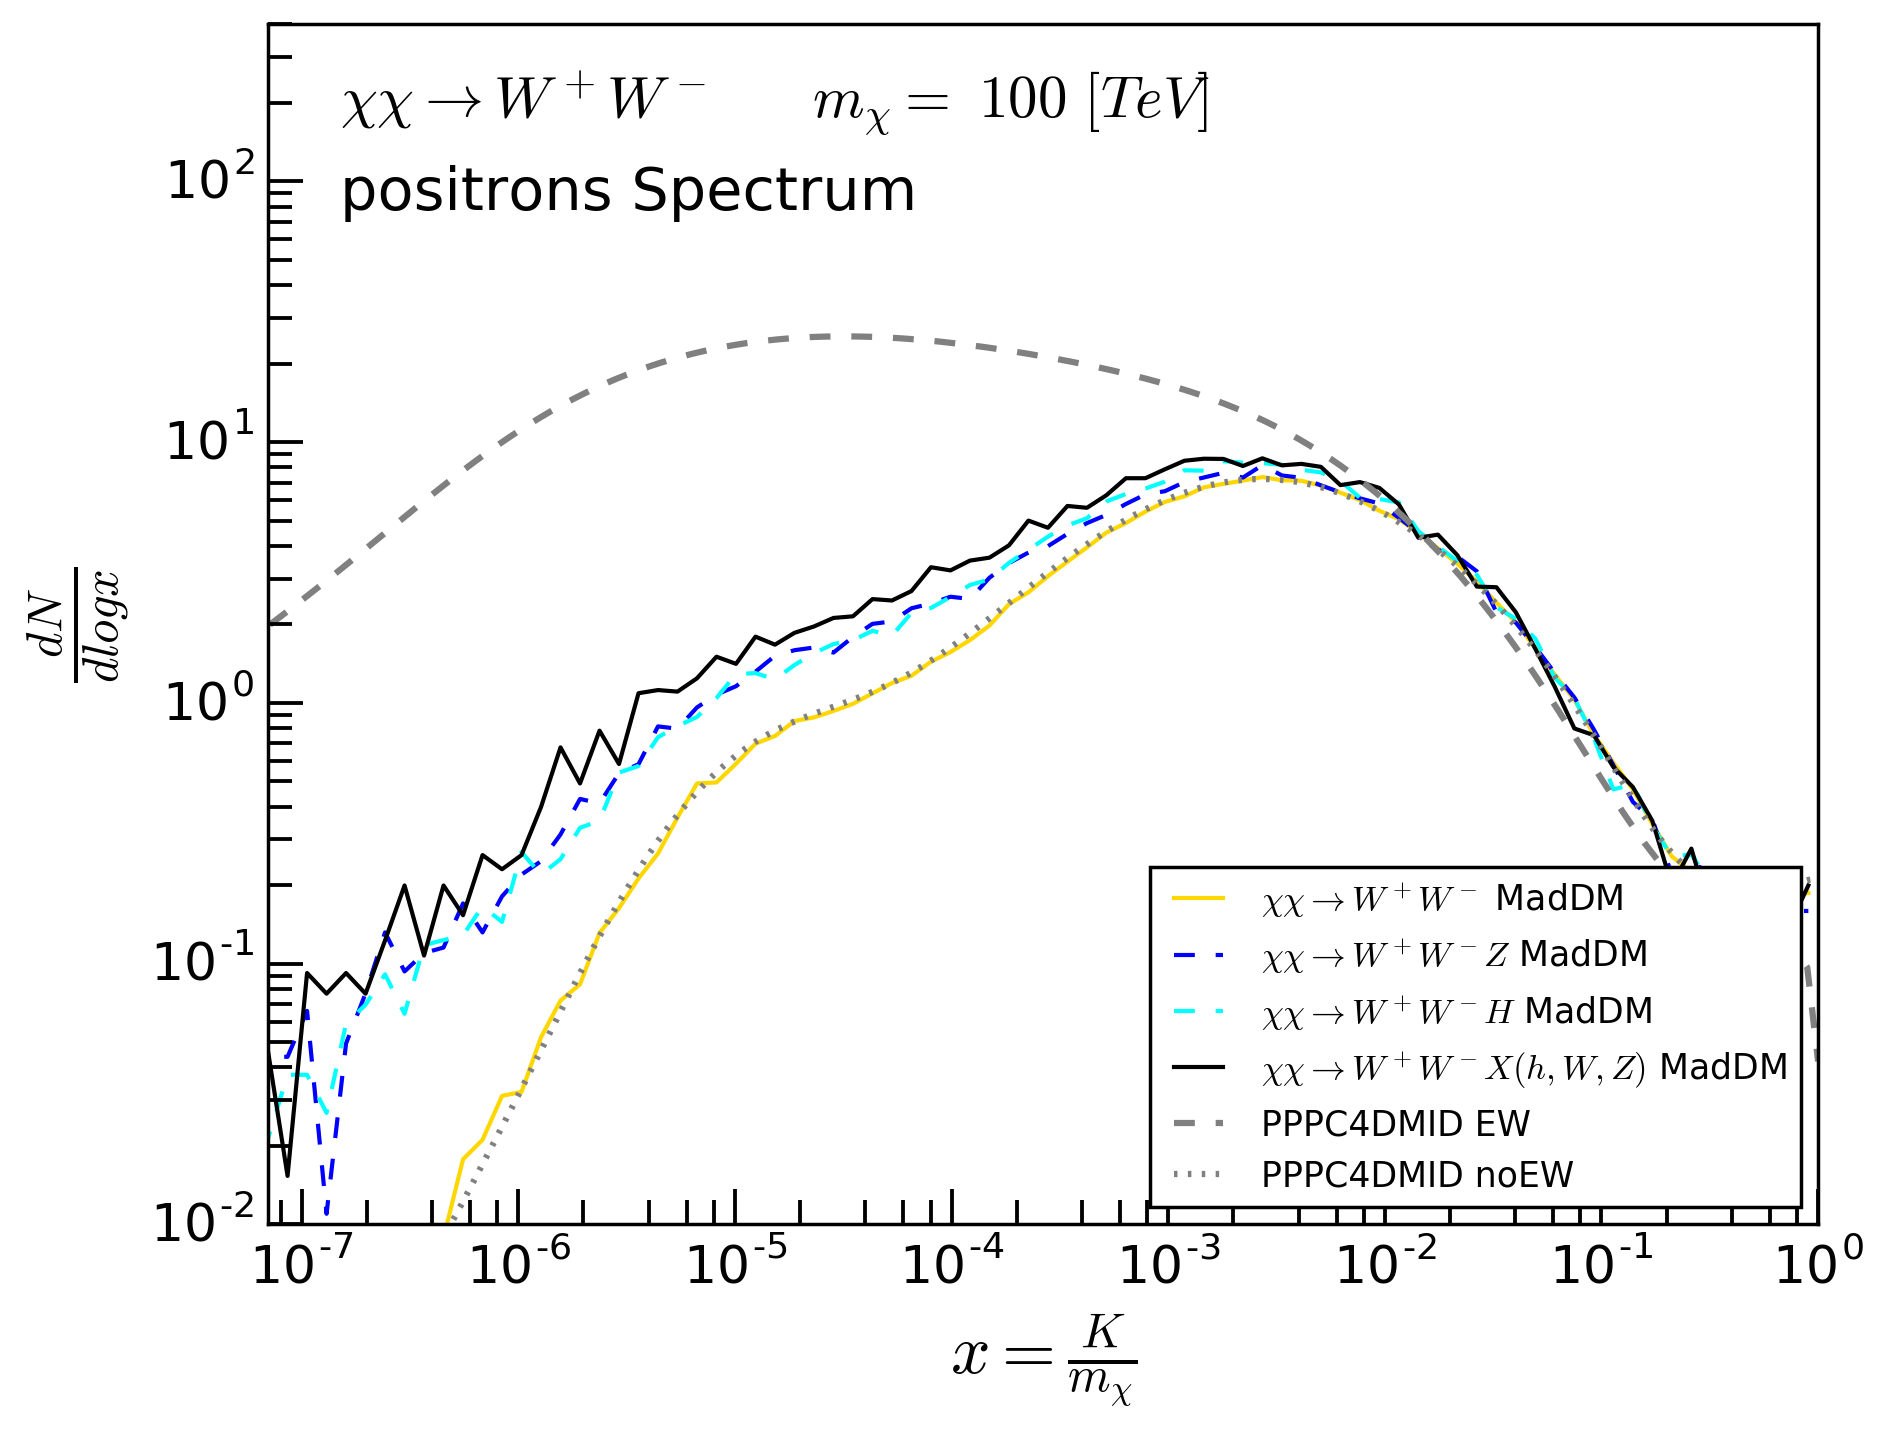 χχ → W⁺W⁻ m_χ = 100 [TeV]
positrons Spectrum
10²
10¹
10⁰
10⁻¹
10⁻²
dN
dlogx
χχ → W⁺W⁻ MadDM
χχ → W⁺W⁻Z MadDM
χχ → W⁺W⁻H MadDM
χχ → W⁺W⁻X(h, W, Z) MadDM
PPPC4DMID EW
PPPC4DMID noEW
10⁻⁷ 10⁻⁶ 10⁻⁵ 10⁻⁴ 10⁻³ 10⁻² 10⁻¹ 10⁰
x = K/m_χ